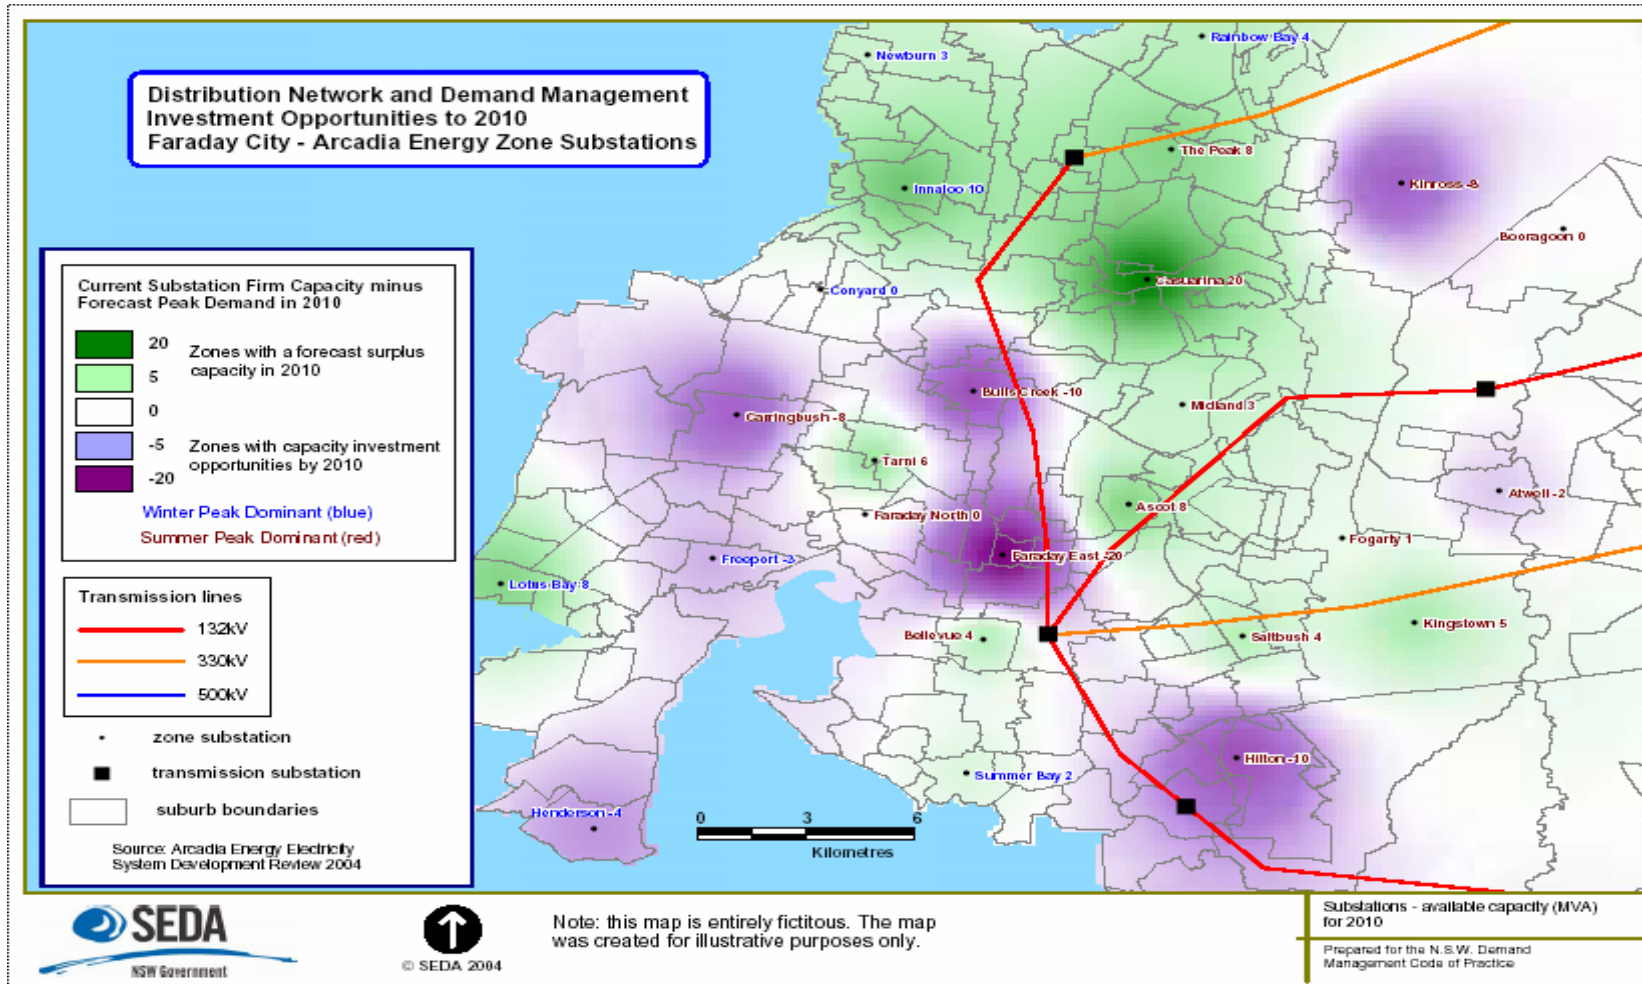 Distribution Network and Demand Management
Investment Opportunities to 2010
Faraday City - Arcadia Energy Zone Substations
Newburn 3
Rainbow Bay 4
The Peak 8
Innaloo 10
Kinross -8
Booragoon 0
Casuarina 20
Conyard 0
Bulls Creek -10
Carringbush -8
Midland 3
Tarni 6
Atwell -2
Ascot 8
Faraday North 0
Fogarty 1
Faraday East -20
Freeport -3
Lotus Bay 8
Bellevue 4
Saltbush 4
Kingstown 5
Hilton -10
Summer Bay 2
Henderson -4
Current Substation Firm Capacity minus
Forecast Peak Demand in 2010
20
Zones with a forecast surplus
capacity in 2010
5
0
-5
Zones with capacity investment
opportunities by 2010
-20
Winter Peak Dominant (blue)
Summer Peak Dominant (red)
Transmission lines
132kV
330kV
500kV
zone substation
transmission substation
suburb boundaries
Source: Arcadia Energy Electricity
System Development Review 2004
0 3 6
Kilometres
SEDA
NSW Government
© SEDA 2004
Note: this map is entirely fictitous. The map
was created for illustrative purposes only.
Substations - available capacity (MVA)
for 2010
Prepared for the N.S.W. Demand
Management Code of Practice